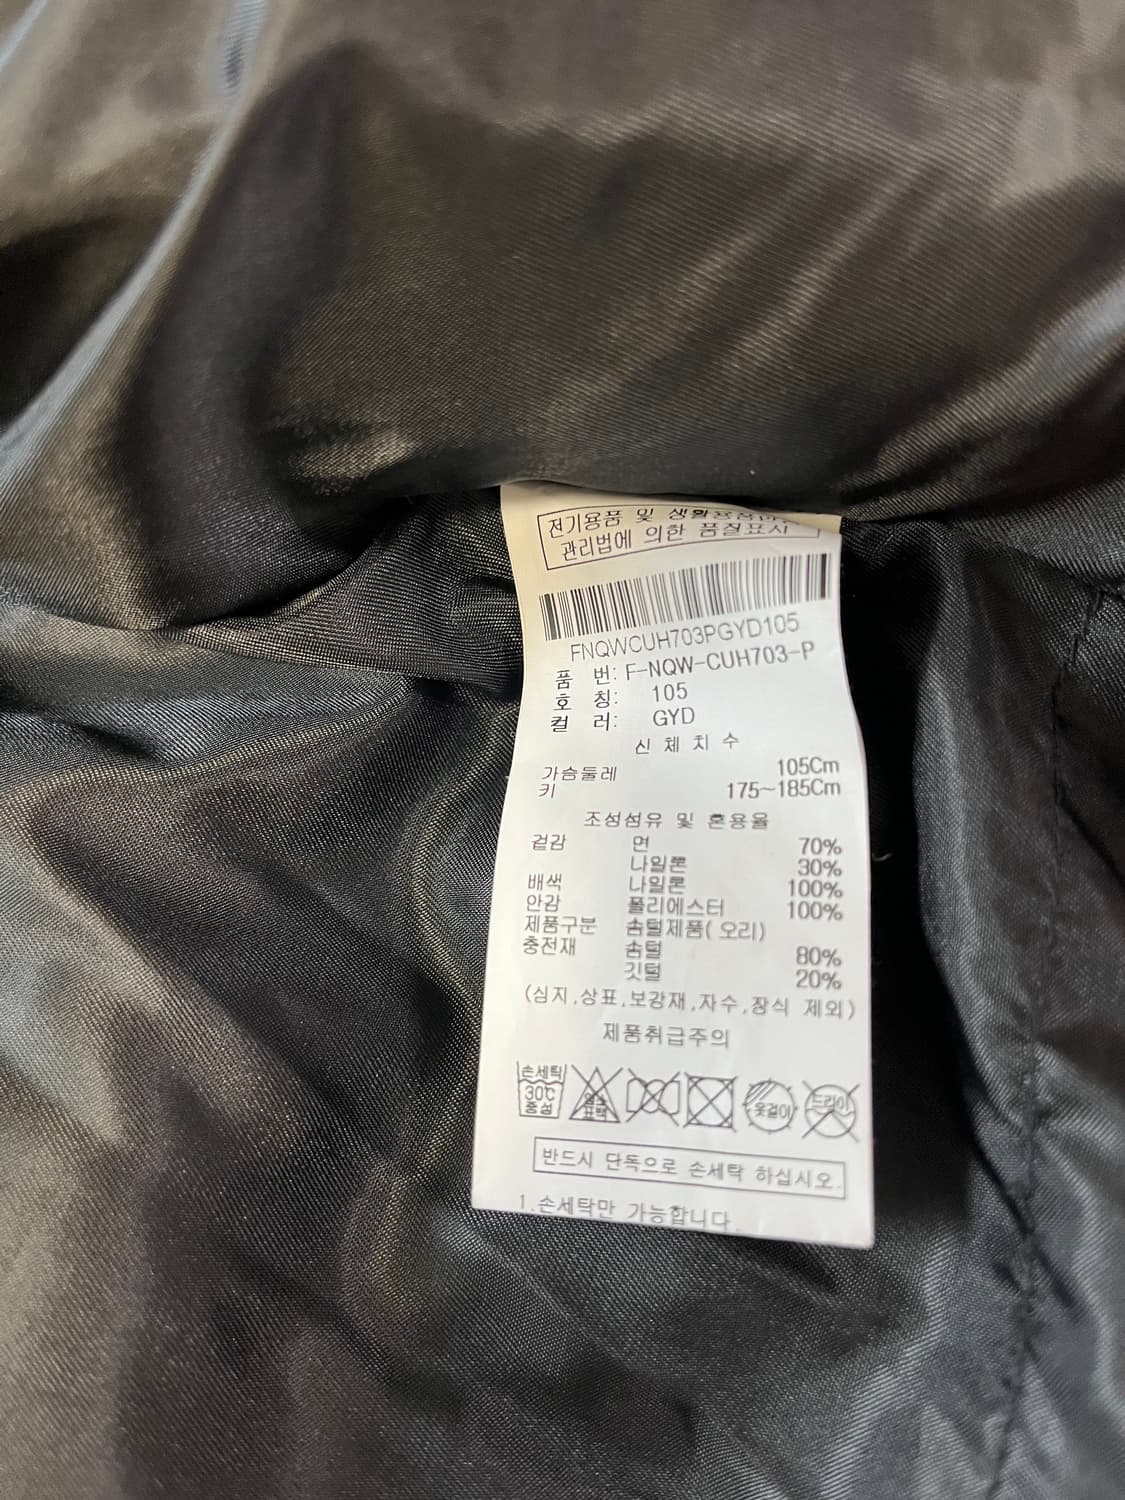 전기용품 및 생활용품안전
관리법에 의한 품질표시
FNQWCUH703PGYD105
품 번: F-NQW-CUH703-P
호 칭: 105
컬 러: GYD
신 체 치 수
가슴둘레 105Cm
키 175~185Cm
조성섬유 및 혼용율
겉감 면 70%
나일론 30%
배색 나일론 100%
안감 폴리에스터 100%
제품구분 솜털제품(오리)
충전재 솜털 80%
깃털 20%
(심지,상표,보강재,자수,장식 제외)
제품취급주의
손세탁
30℃
중성
염소
표백
옷걸이
드라이
반드시 단독으로 손세탁 하십시오.
1.손세탁만 가능합니다.